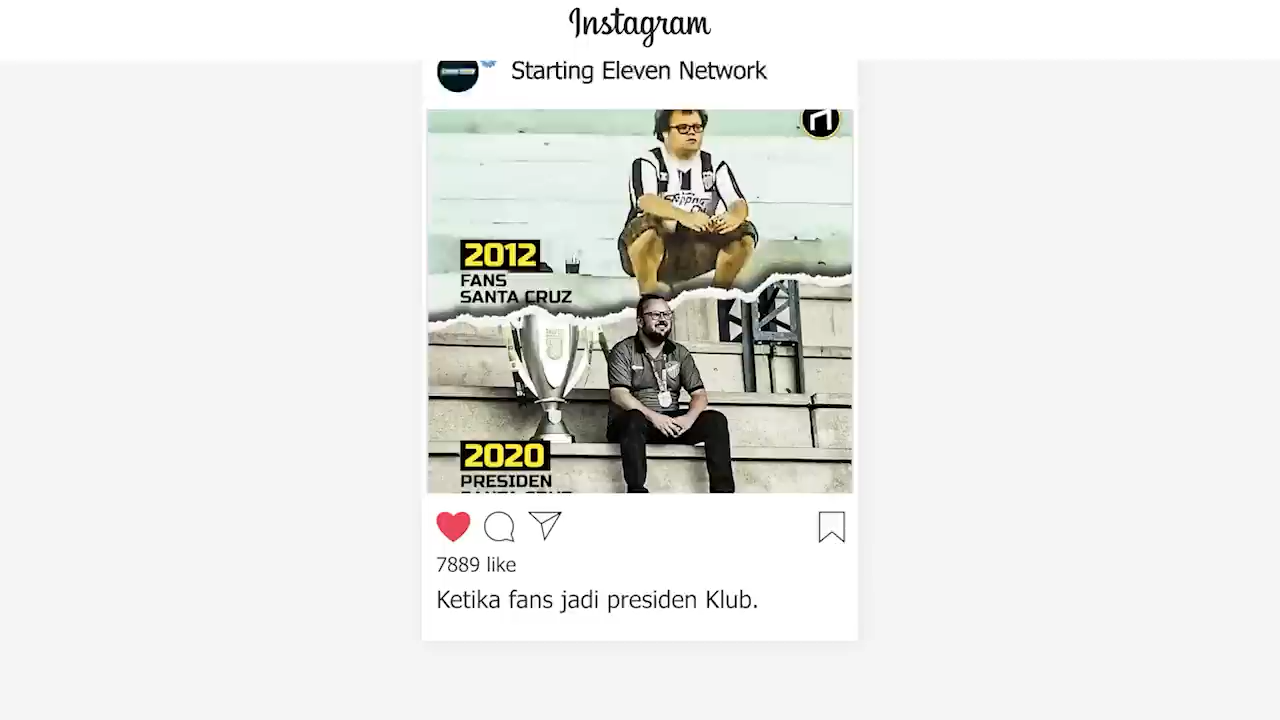 Instagram
Starting Eleven Network
2012
FANS
SANTA CRUZ
2020
PRESIDEN
7889 like
Ketika fans jadi presiden Klub.